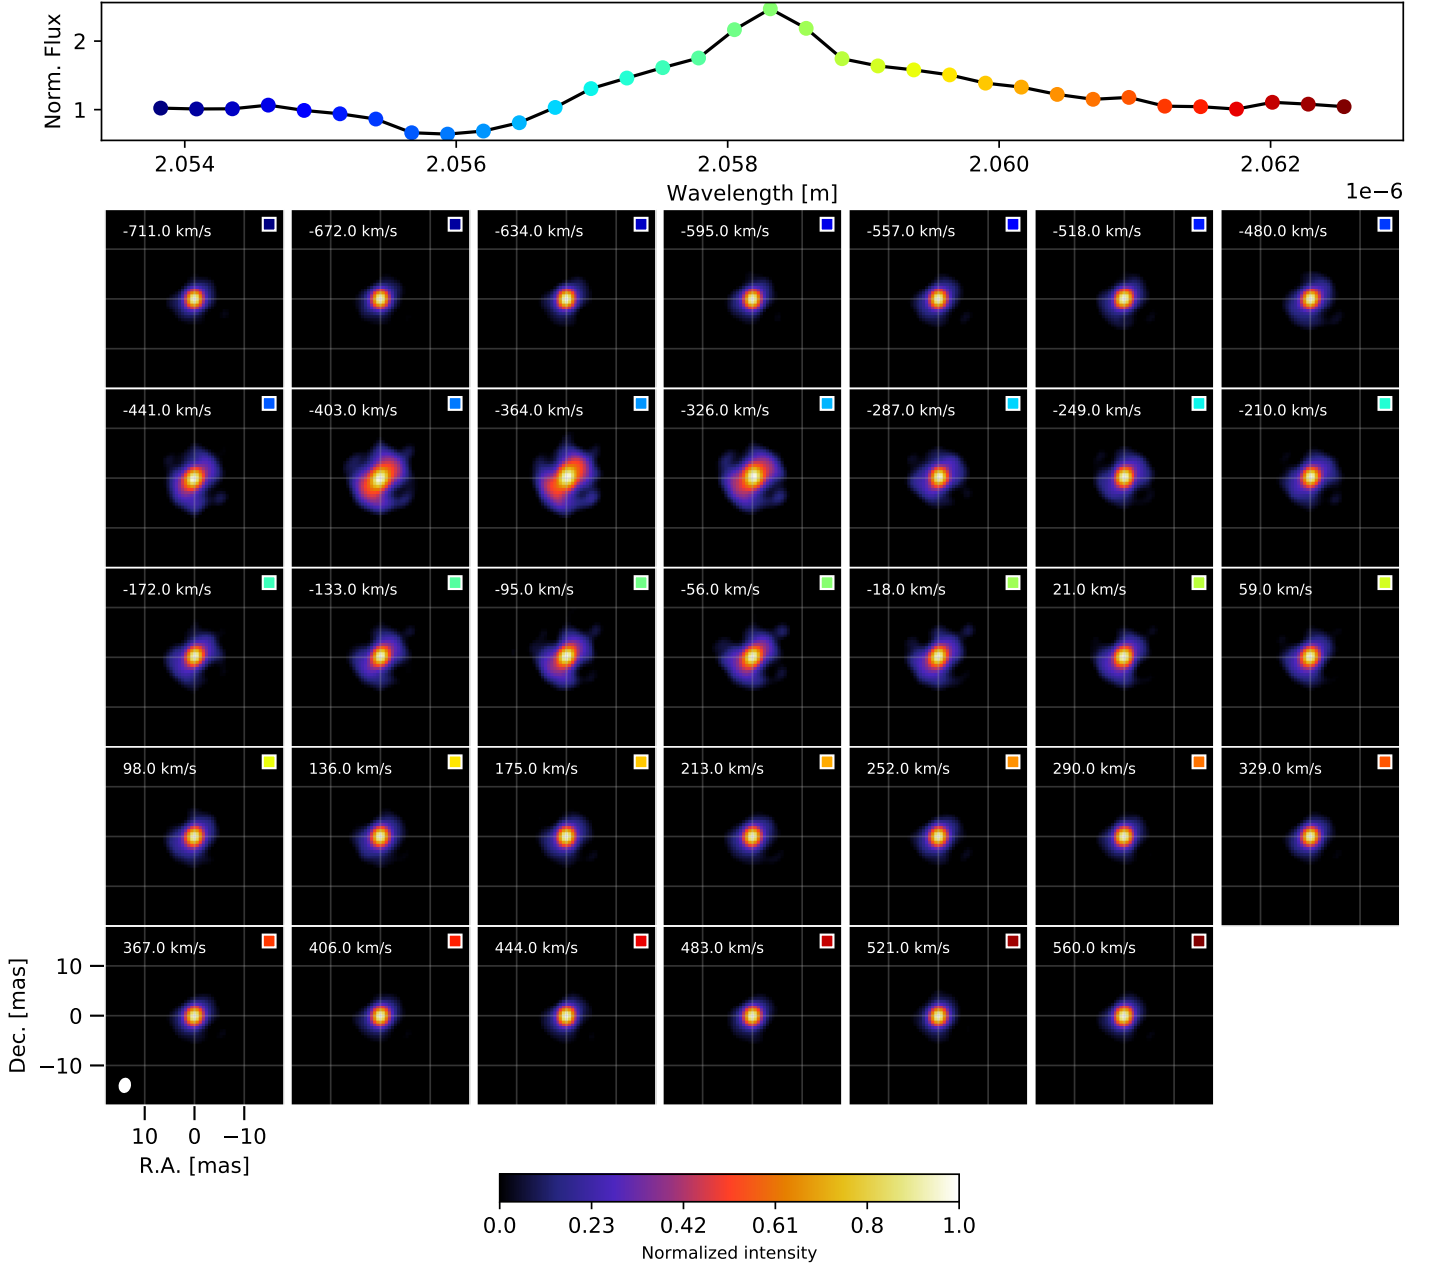 Norm. Flux
2
1
2.054 2.056 2.058 2.060 2.062
Wavelength [m]
1e−6
-711.0 km/s -672.0 km/s -634.0 km/s -595.0 km/s -557.0 km/s -518.0 km/s -480.0 km/s
-441.0 km/s -403.0 km/s -364.0 km/s -326.0 km/s -287.0 km/s -249.0 km/s -210.0 km/s
-172.0 km/s -133.0 km/s -95.0 km/s -56.0 km/s -18.0 km/s 21.0 km/s 59.0 km/s
98.0 km/s 136.0 km/s 175.0 km/s 213.0 km/s 252.0 km/s 290.0 km/s 329.0 km/s
367.0 km/s 406.0 km/s 444.0 km/s 483.0 km/s 521.0 km/s 560.0 km/s
Dec. [mas]
10
0
−10
10 0 −10
R.A. [mas]
0.0 0.23 0.42 0.61 0.8 1.0
Normalized intensity